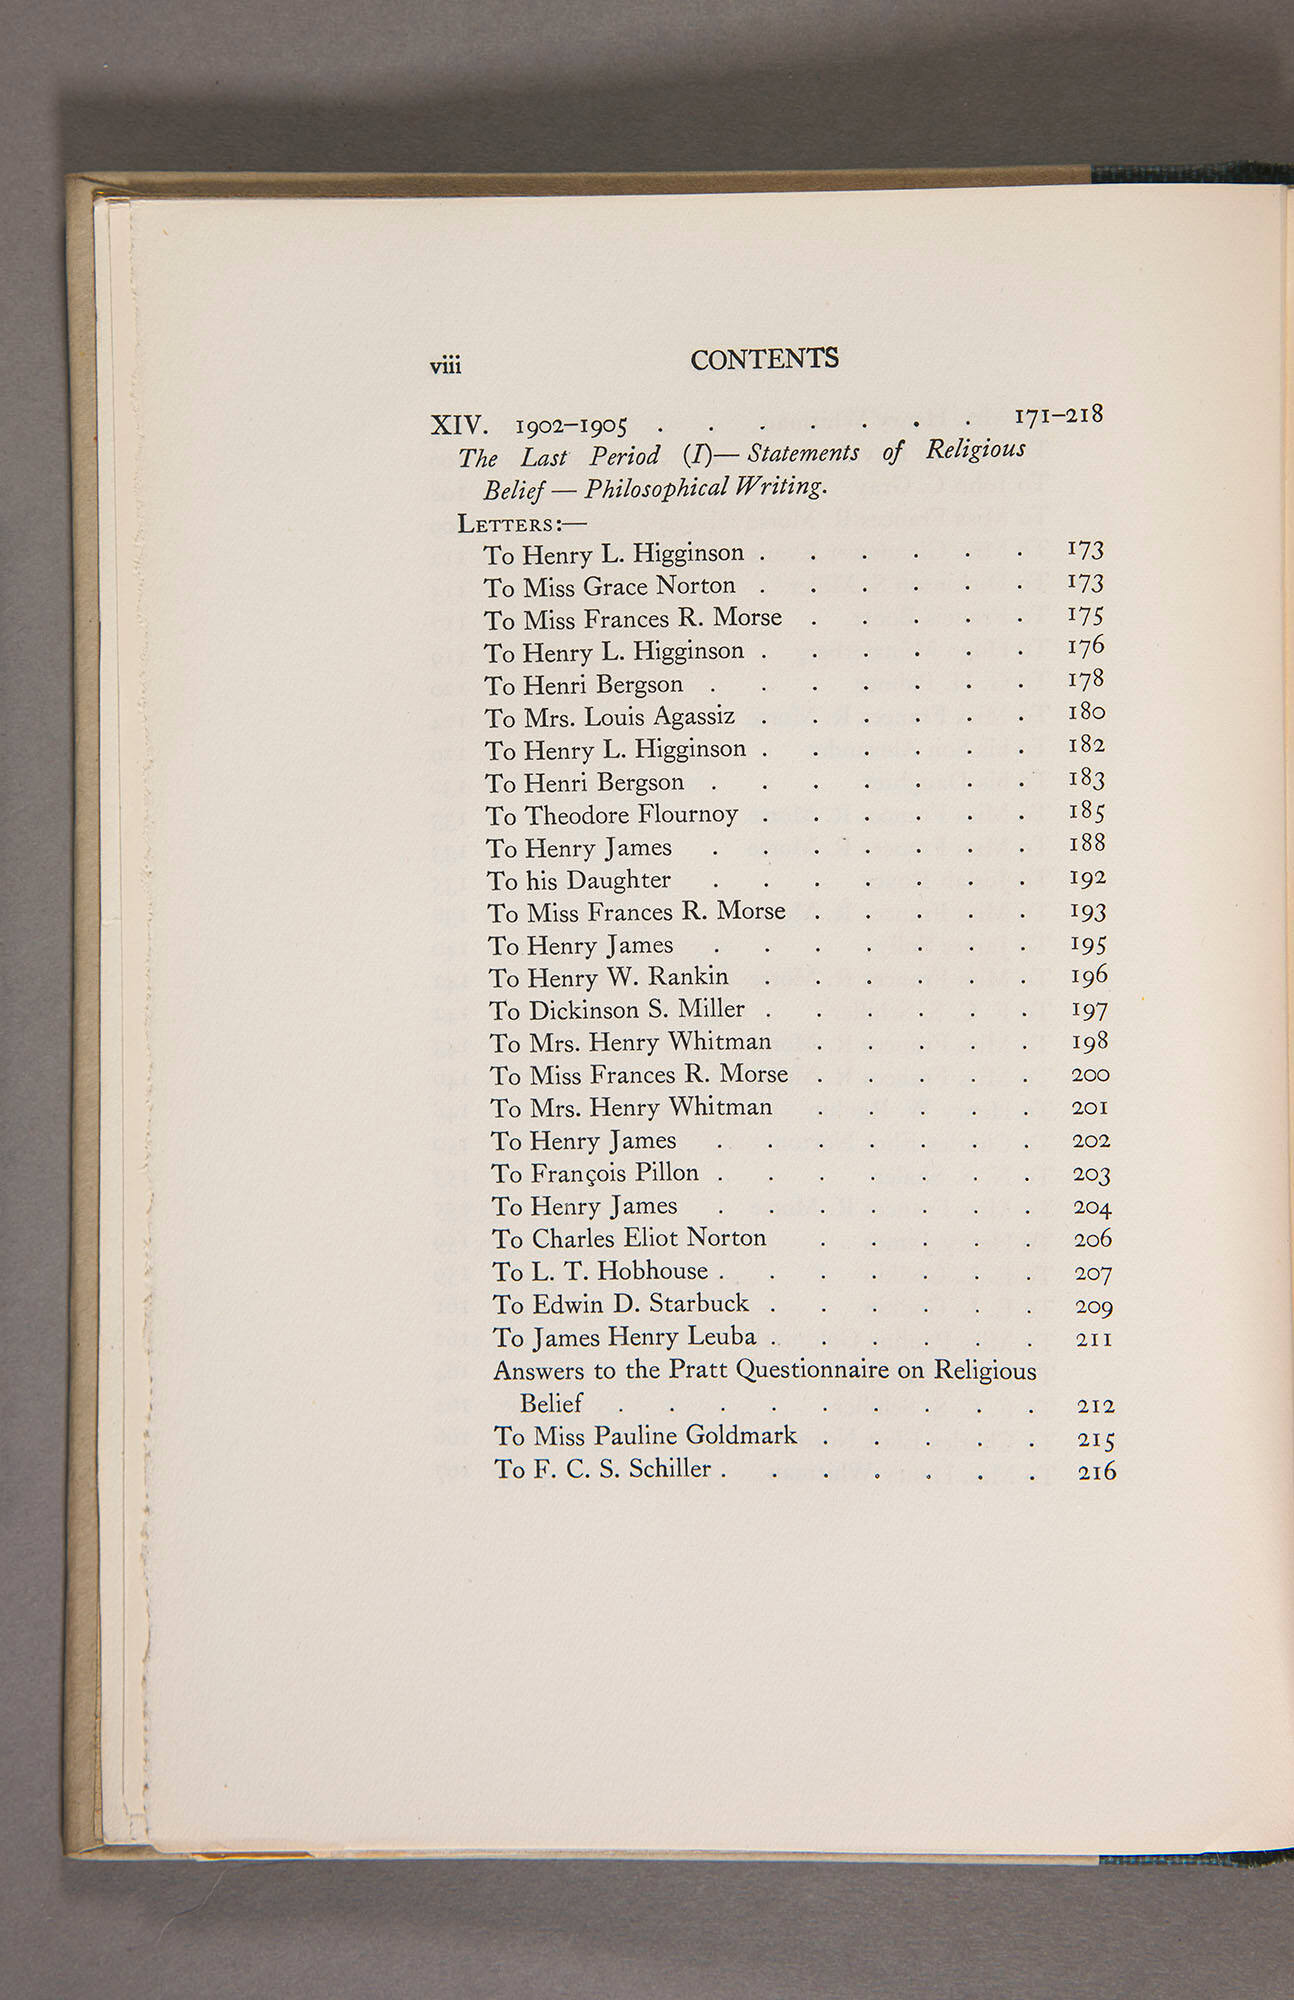 viii CONTENTS
XIV. 1902–1905 . . . . . . . 171–218
The Last Period (I)— Statements of Religious
Belief — Philosophical Writing.
LETTERS:—
To Henry L. Higginson . . . . . . 173
To Miss Grace Norton . . . . . . 173
To Miss Frances R. Morse . . . . . 175
To Henry L. Higginson . . . . . . 176
To Henri Bergson . . . . . . . 178
To Mrs. Louis Agassiz . . . . . . 180
To Henry L. Higginson . . . . . . 182
To Henri Bergson . . . . . . . 183
To Theodore Flournoy . . . . . . 185
To Henry James . . . . . . . 188
To his Daughter . . . . . . . 192
To Miss Frances R. Morse . . . . . 193
To Henry James . . . . . . . 195
To Henry W. Rankin . . . . . . 196
To Dickinson S. Miller . . . . . . 197
To Mrs. Henry Whitman . . . . . 198
To Miss Frances R. Morse . . . . . 200
To Mrs. Henry Whitman . . . . . 201
To Henry James . . . . . . . 202
To François Pillon . . . . . . . 203
To Henry James . . . . . . . 204
To Charles Eliot Norton . . . . . 206
To L. T. Hobhouse . . . . . . . 207
To Edwin D. Starbuck . . . . . . 209
To James Henry Leuba . . . . . . 211
Answers to the Pratt Questionnaire on Religious
Belief . . . . . . . . . 212
To Miss Pauline Goldmark . . . . . 215
To F. C. S. Schiller . . . . . . . 216